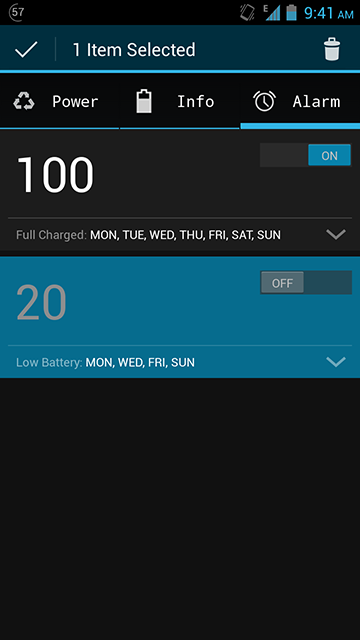 57
E
9:41 AM
1 Item Selected
Power
Info
Alarm
100
ON
Full Charged: MON, TUE, WED, THU, FRI, SAT, SUN
20
OFF
Low Battery: MON, WED, FRI, SUN